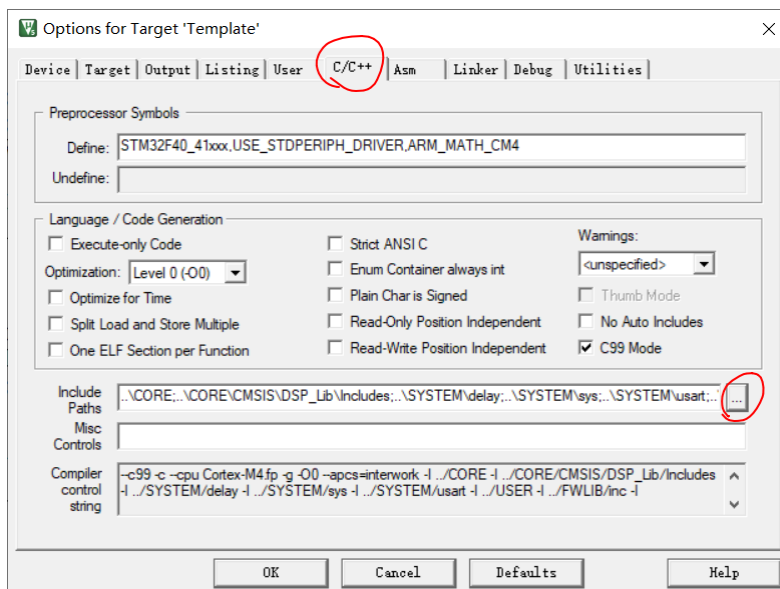 Options for Target 'Template'
Device Target Output Listing User C/C++ Asm Linker Debug Utilities
Preprocessor Symbols
Define: STM32F40_41xxx,USE_STDPERIPH_DRIVER,ARM_MATH_CM4
Undefine:
Language / Code Generation
Execute-only Code
Optimization: Level 0 (-O0)
Optimize for Time
Split Load and Store Multiple
One ELF Section per Function
Strict ANSI C
Enum Container always int
Plain Char is Signed
Read-Only Position Independent
Read-Write Position Independent
Warnings:
<unspecified>
Thumb Mode
No Auto Includes
C99 Mode
Include Paths ..\CORE;..\CORE\CMSIS\DSP_Lib\Includes;..\SYSTEM\delay;..\SYSTEM\sys;..\SYSTEM\usart;.. ...
Misc Controls
Compiler control string --c99 -c --cpu Cortex-M4.fp -g -O0 --apcs=interwork -I ../CORE -I ../CORE/CMSIS/DSP_Lib/Includes
-I ../SYSTEM/delay -I ../SYSTEM/sys -I ../SYSTEM/usart -I ../USER -I ../FWLIB/inc -I
OK Cancel Defaults Help